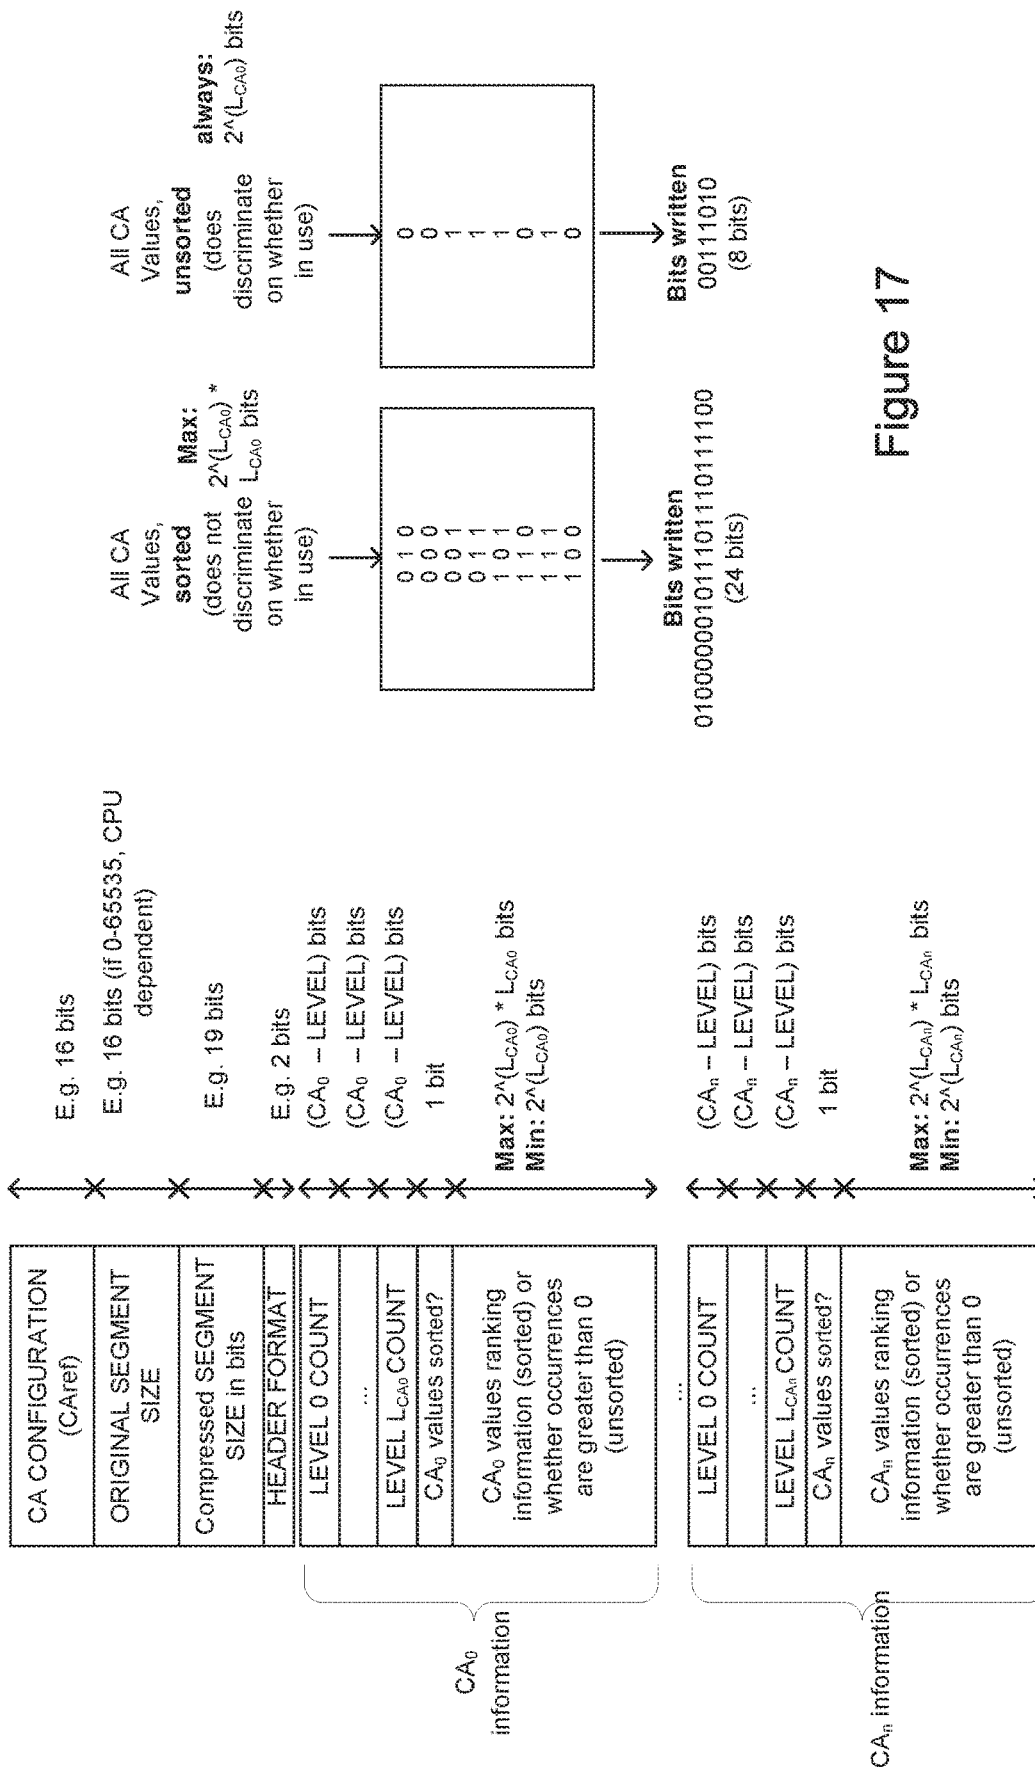 CA CONFIGURATION
(CAref)
ORIGINAL SEGMENT
SIZE
Compressed SEGMENT
SIZE in bits
HEADER FORMAT
LEVEL 0 COUNT
...
LEVEL L_CA₀ COUNT
CA₀ values sorted?
CA₀ values ranking
information (sorted) or
whether occurrences
are greater than 0
(unsorted)
...
LEVEL 0 COUNT
...
LEVEL L_CAₙ COUNT
CAₙ values sorted?
CAₙ values ranking
information (sorted) or
whether occurrences
are greater than 0
(unsorted)
CA₀
information
CAₙ information
E.g. 16 bits
E.g. 16 bits (if 0-65535, CPU
dependent)
E.g. 19 bits
E.g. 2 bits
(CA₀ – LEVEL) bits
(CA₀ – LEVEL) bits
(CA₀ – LEVEL) bits
1 bit
Max: 2^(L_CA₀) * L_CA₀ bits
Min: 2^(L_CA₀) bits
(CAₙ – LEVEL) bits
(CAₙ – LEVEL) bits
(CAₙ – LEVEL) bits
1 bit
Max: 2^(L_CAₙ) * L_CAₙ bits
Min: 2^(L_CAₙ) bits
All CA
Values,
sorted
(does not
discriminate
on whether
in use)
Max:
2^(L_CA₀) *
L_CA₀ bits
0 1 0
0 0 0
0 0 1
0 1 1
1 0 1
1 1 0
1 1 1
1 0 0
Bits written
010000001011101110111100
(24 bits)
All CA
Values,
unsorted
(does
discriminate
on whether
in use)
always:
2^(L_CA₀) bits
0
0
1
1
1
0
1
0
Bits written
00111010
(8 bits)
Figure 17